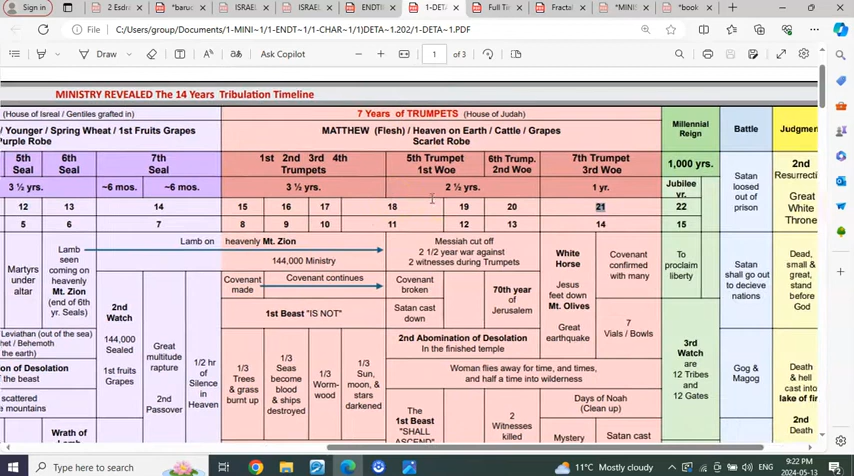 Sign in
2 Esdr
*baruc
ISRAEL
ISRAEL
ENDTI
1-DETA
Full Tim
Fractal
*MINIS
*book
File
C:/Users/group/Documents/1-MINI~1/1-ENDT~1/1-CHAR~1/1)DETA~1.202/1-DETA~1.PDF
Draw
Ask Copilot
1 of 3
MINISTRY REVEALED The 14 Years Tribulation Timeline
(House of Isreal / Gentiles grafted in)
7 Years of TRUMPETS (House of Judah)
/ Younger / Spring Wheat / 1st Fruits Grapes
Purple Robe
MATTHEW (Flesh) / Heaven on Earth / Cattle / Grapes
Scarlet Robe
Millennial
Reign
Battle
Judgm
5th
Seal
6th
Seal
7th
Seal
1st 2nd 3rd 4th
Trumpets
5th Trumpet
1st Woe
6th Trump.
2nd Woe
7th Trumpet
3rd Woe
1,000 yrs.
Satan
loosed out
of prison
2nd
Resurrecti
Great
White
Throne
3 ½ yrs.
~6 mos.
~6 mos.
3 ½ yrs.
2 ½ yrs.
1 yr.
Jubilee
yr.
12 13 14 15 16 17 18 19 20 21 22
5 6 7 8 9 10 11 12 13 14 15
Martyrs
under
altar
Lamb
seen
coming on
heavenly
Mt. Zion
(end of 6th
yr. Seals)
Lamb on heavenly Mt. Zion
144,000 Ministry
Messiah cut off
2 1/2 year war against
2 witnesses during Trumpets
White
Horse
Jesus
feet down
Mt. Olives
Great
earthquake
Covenant
confirmed
with many
7
Vials / Bowls
To
proclaim
liberty
Satan
shall go out
to decieve
nations
Dead,
small &
great,
stand
before
God
2nd
Watch
144,000
Sealed
1st fruits
Grapes
Great
multitude
rapture
2nd
Passover
1/2 hr
of
Silence
in
Heaven
Covenant
made
Covenant continues
Covenant
broken
Satan cast
down
70th year
of
Jerusalem
1st Beast "IS NOT"
Leviathan (out of the sea)
het / Behemoth
the earth)
on of Desolation
of the beast
scattered
e mountains
Wrath of
1/3
Trees &
grass
burnt up
1/3
Seas
become
blood
& ships
destroyed
1/3
Worm-
wood
1/3
Sun,
moon, &
stars
darkened
2nd Abomination of Desolation
In the finished temple
Woman flies away for time, and times,
and half a time into wilderness
The
1st Beast
"SHALL
ASCEND"
2
Witnesses
killed
Days of Noah
(Clean up)
Mystery
Satan cast
3rd
Watch
are
12 Tribes
and
12 Gates
Gog &
Magog
Death
& hell
cast into
lake of fir
2nd
Death
Type here to search
11°C Mostly cloudy
9:22 PM
2024-05-13